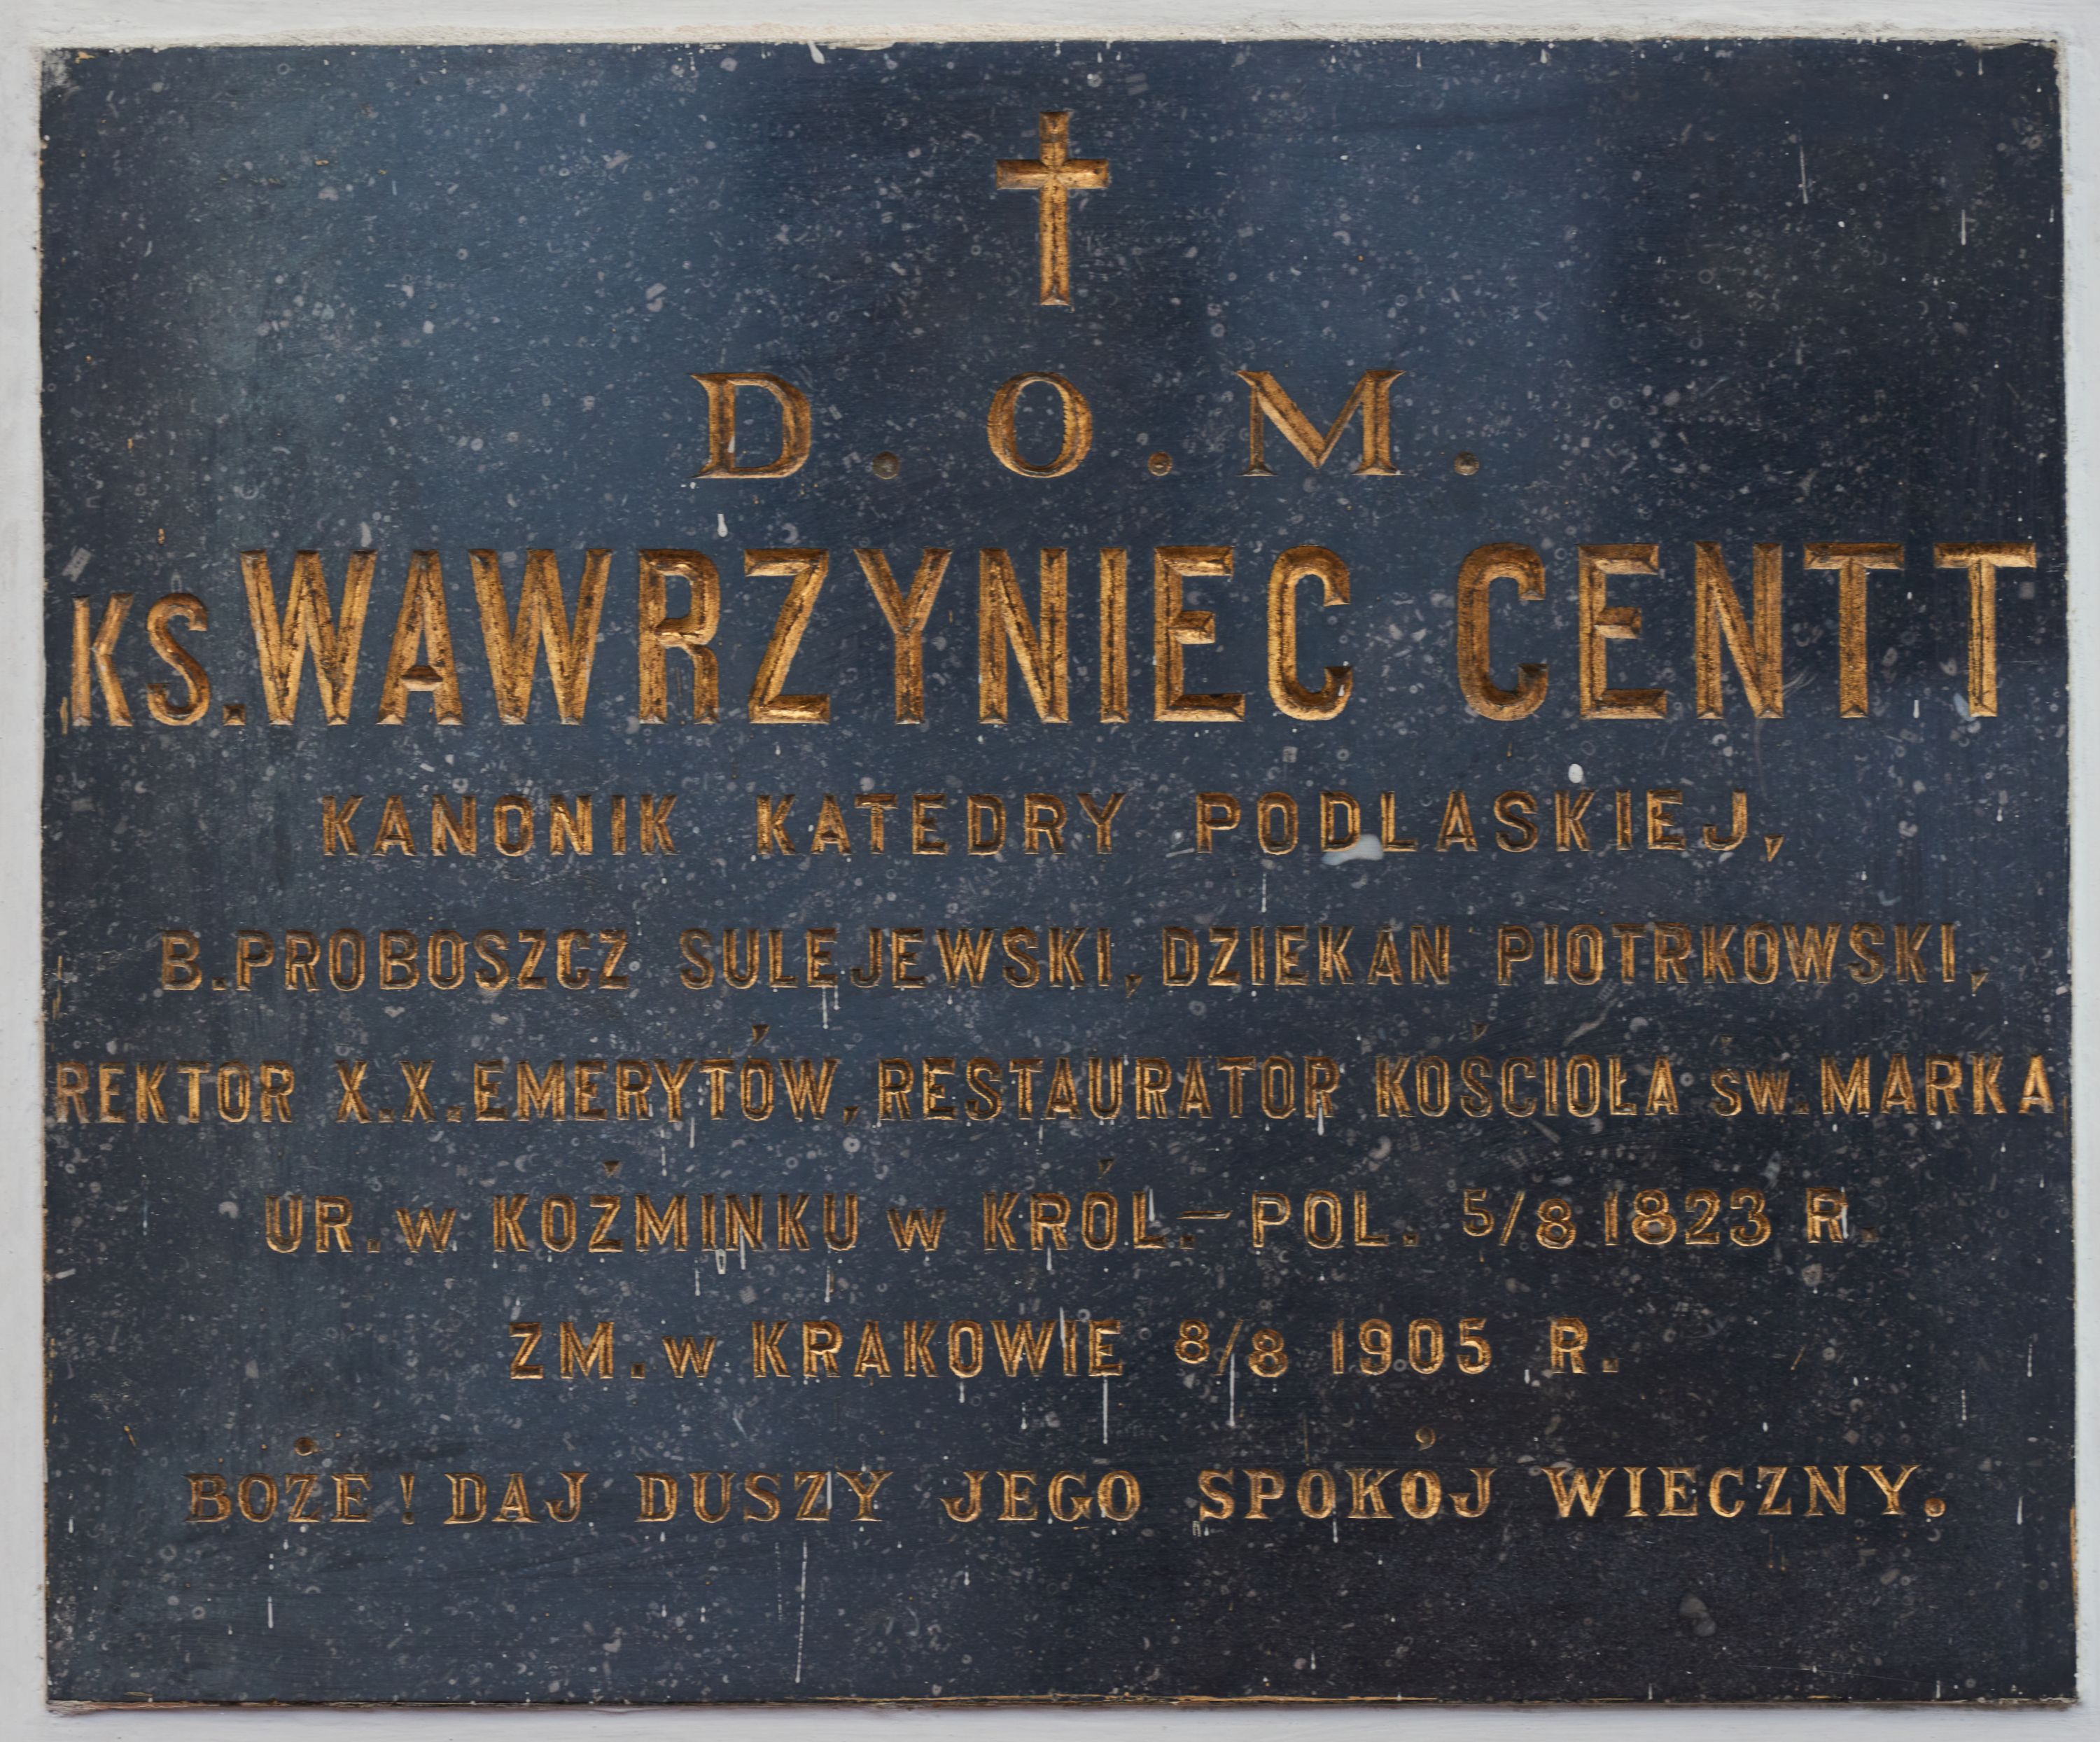 D. O. M.
KS. WAWRZYNIEC CENTT
KANONIK KATEDRY PODLASKIEJ,
B. PROBOSZCZ SULEJEWSKI, DZIEKAN PIOTRKOWSKI,
REKTOR X.X. EMERYTÓW, RESTAURATOR KOŚCIOŁA św. MARKA
UR. w KOŹMINKU w KRÓL.-POL. 5/8 1823 R.
ZM. w KRAKOWIE 8/8 1905 R.
BOŻE! DAJ DUSZY JEGO SPOKÓJ WIECZNY.